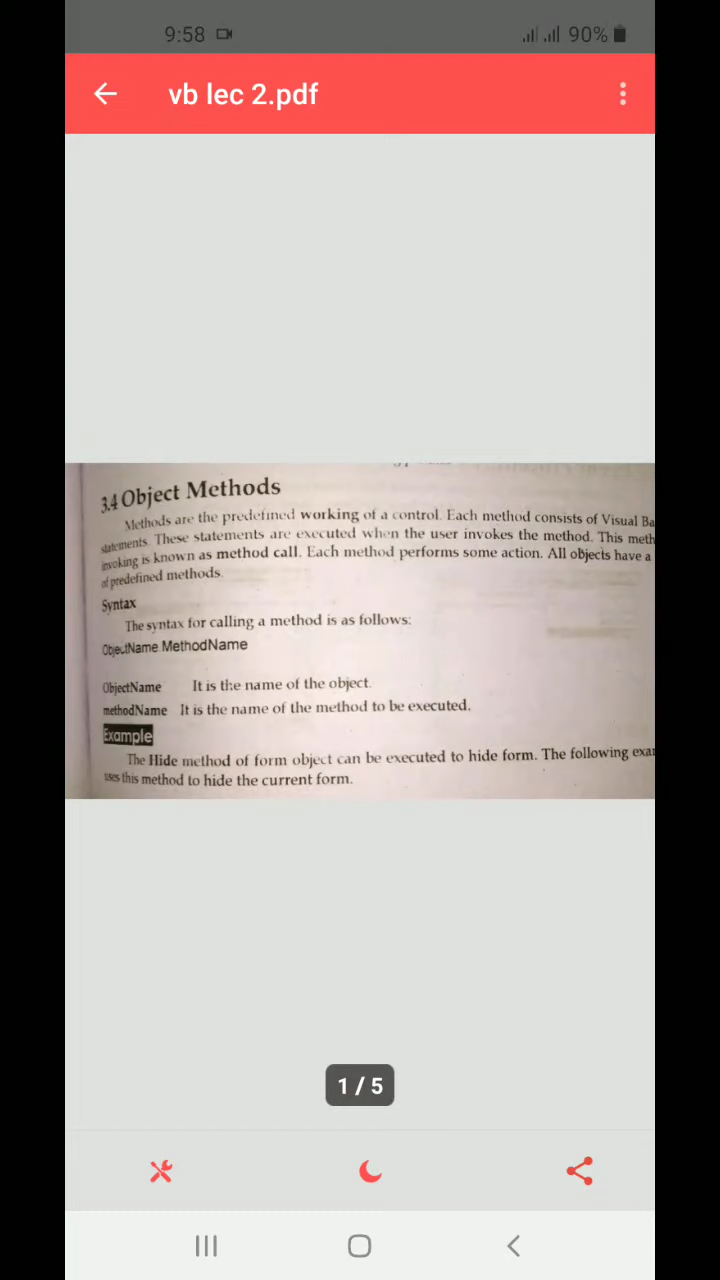 9:58
90%
vb lec 2.pdf
3.4 Object Methods
Methods are the predefined working of a control. Each method consists of Visual Ba
statements. These statements are executed when the user invokes the method. This meth
invoking is known as method call. Each method performs some action. All objects have a
of predefined methods.
Syntax
The syntax for calling a method is as follows:
ObjectName.MethodName
ObjectName It is the name of the object.
methodName It is the name of the method to be executed.
Example
The Hide method of form object can be executed to hide form. The following exa
uses this method to hide the current form.
1 / 5